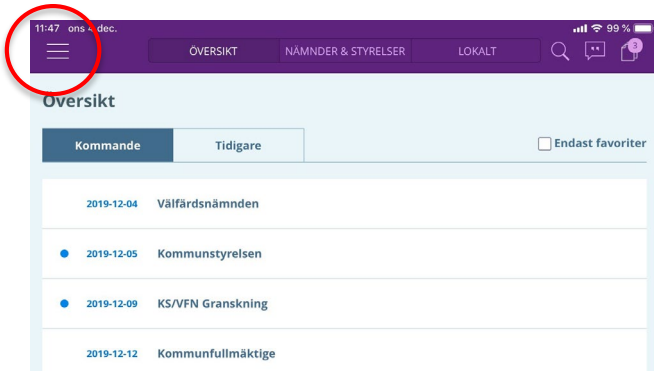 11:47 ons 4 dec. 99 %
ÖVERSIKT NÄMNDER & STYRELSER LOKALT 3
Översikt
Kommande Tidigare Endast favoriter
2019-12-04 Välfärdsnämnden
2019-12-05 Kommunstyrelsen
2019-12-09 KS/VFN Granskning
2019-12-12 Kommunfullmäktige